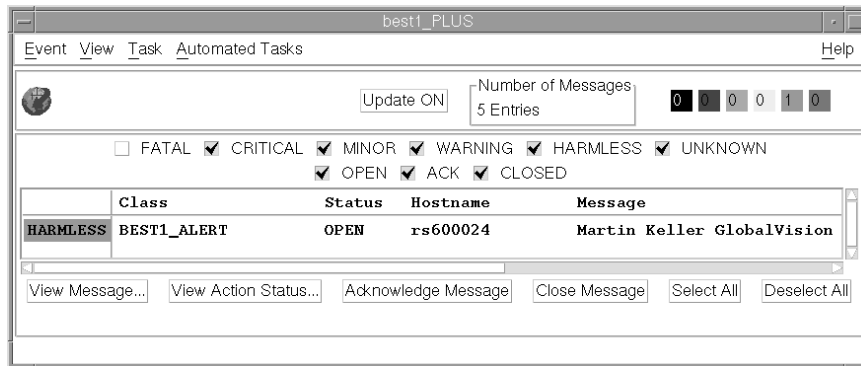 best1_PLUS
Event View Task Automated Tasks Help
Update ON
Number of Messages
5 Entries
0 0 0 0 1 0
FATAL CRITICAL MINOR WARNING HARMLESS UNKNOWN
OPEN ACK CLOSED
Class Status Hostname Message
HARMLESS BEST1_ALERT OPEN rs600024 Martin Keller GlobalVision
View Message... View Action Status... Acknowledge Message Close Message Select All Deselect All